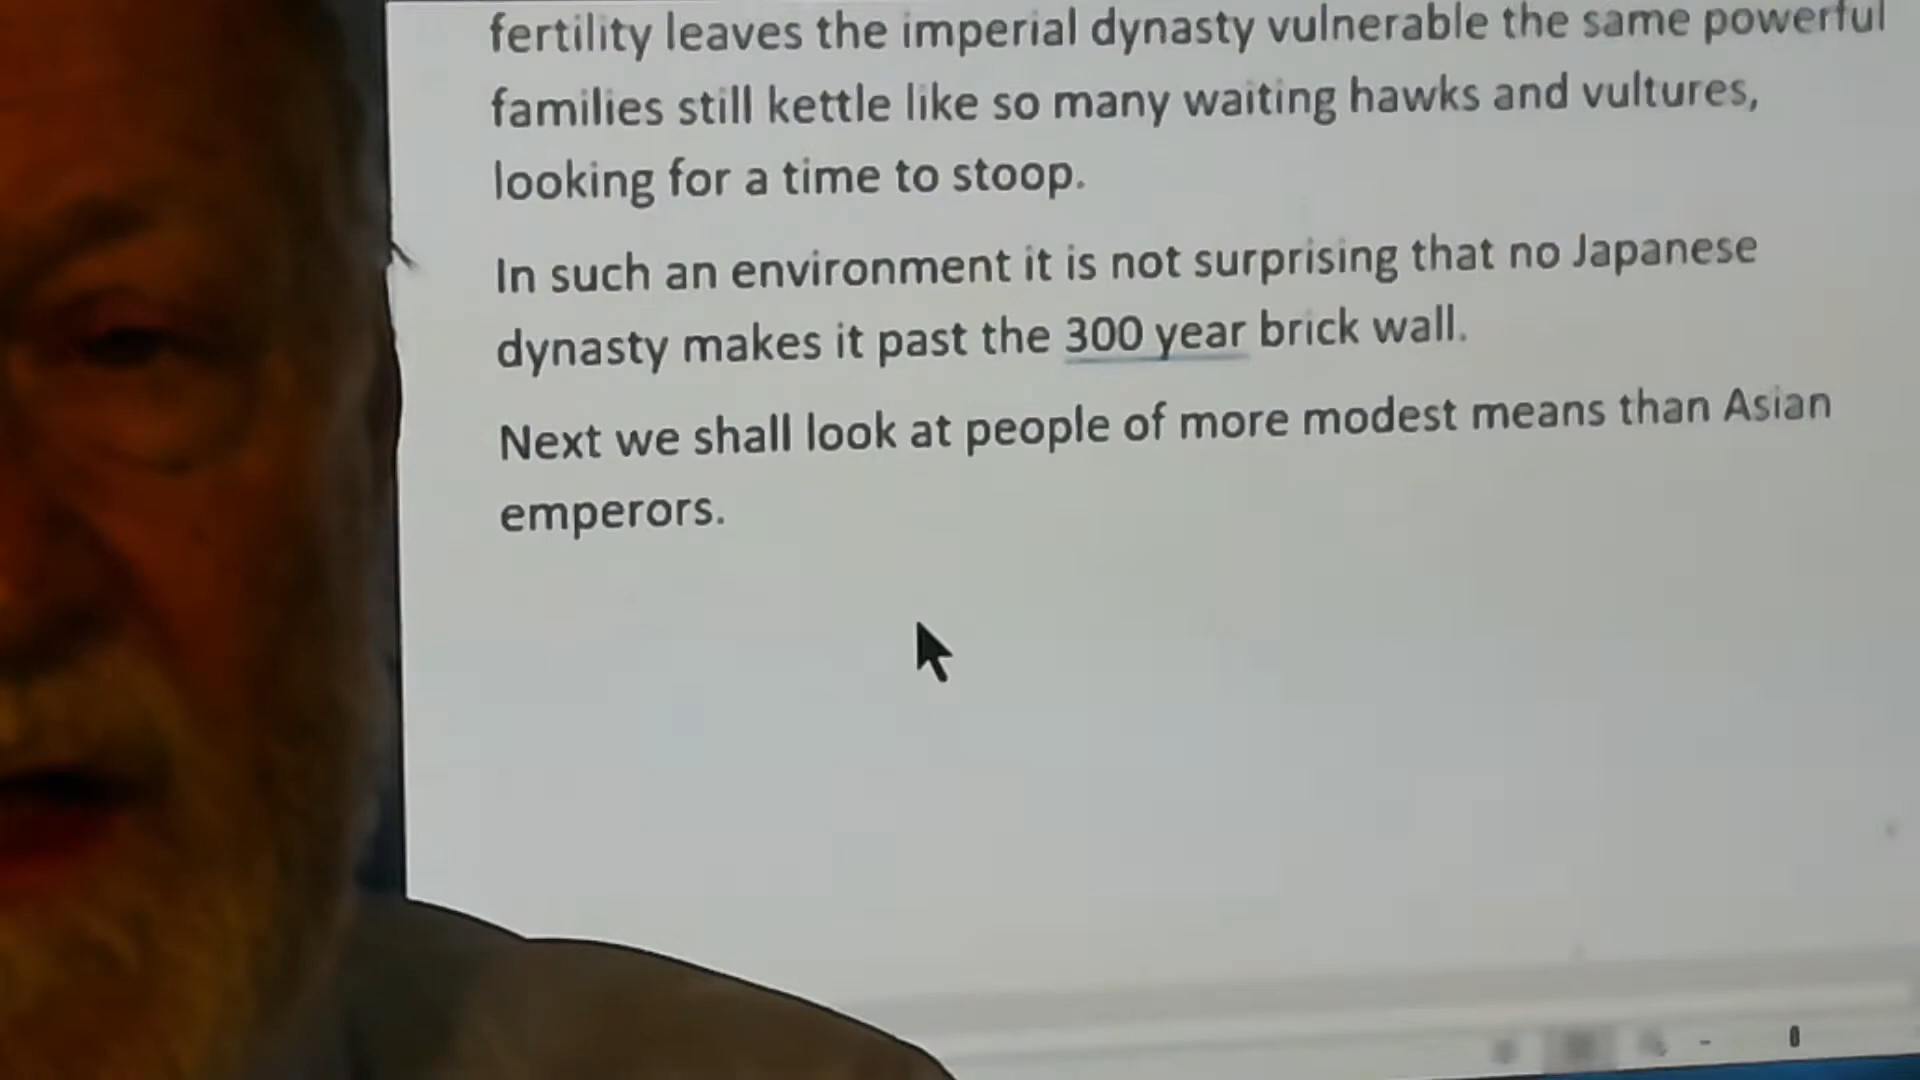 fertility leaves the imperial dynasty vulnerable the same powerful
families still kettle like so many waiting hawks and vultures,
looking for a time to stoop.
In such an environment it is not surprising that no Japanese
dynasty makes it past the 300 year brick wall.
Next we shall look at people of more modest means than Asian
emperors.